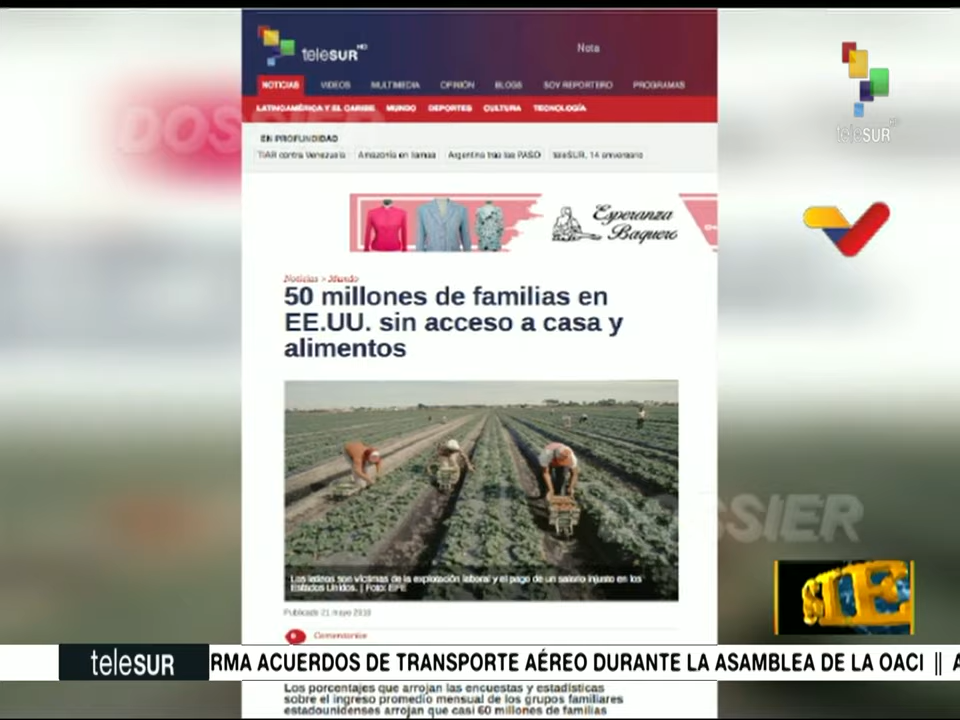 teleSUR HD
Nota
NOTICIAS VIDEOS MULTIMEDIA OPINIÓN BLOGS SOY REPORTERO PROGRAMAS
LATINOAMÉRICA Y EL CARIBE MUNDO DEPORTES CULTURA TECNOLOGÍA
teleSUR HD
DOSSIER
EN PROFUNDIDAD
TIAR contra Venezuela Amazonía en llamas Argentina tras las PASO teleSUR, 14 aniversario
Esperanza
Baquero
Noticias > Mundo
50 millones de familias en
EE.UU. sin acceso a casa y
alimentos
SSIER
Los latinos son víctimas de la explotación laboral y el pago de un salario injusto en los
Estados Unidos. | Foto: EFE
Publicado 21 mayo 2018
Comentarios
teleSUR RMA ACUERDOS DE TRANSPORTE AÉREO DURANTE LA ASAMBLEA DE LA OACI || A
Los porcentajes que arrojan las encuestas y estadísticas
sobre el ingreso promedio mensual de los grupos familiares
estadounidenses arrojan que casi 60 millones de familias